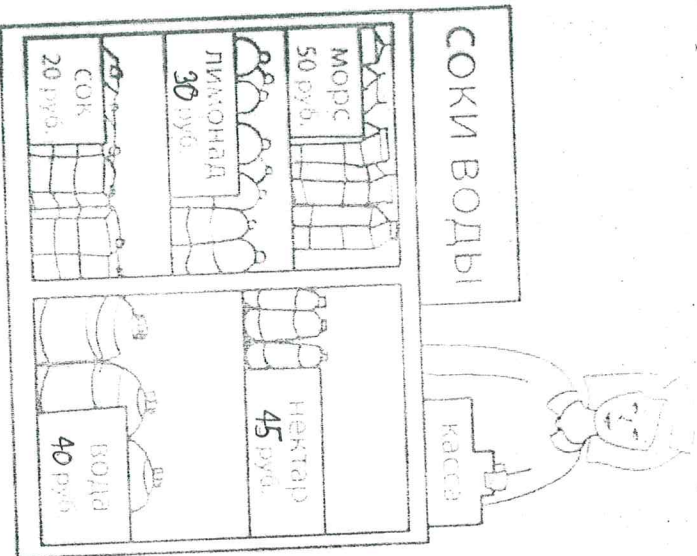 СОКИ ВОДЫ
морс
50 руб.
лимонад
30 руб
сок
20 руб.
касса
нектар
45 руб.
вода
40 руб